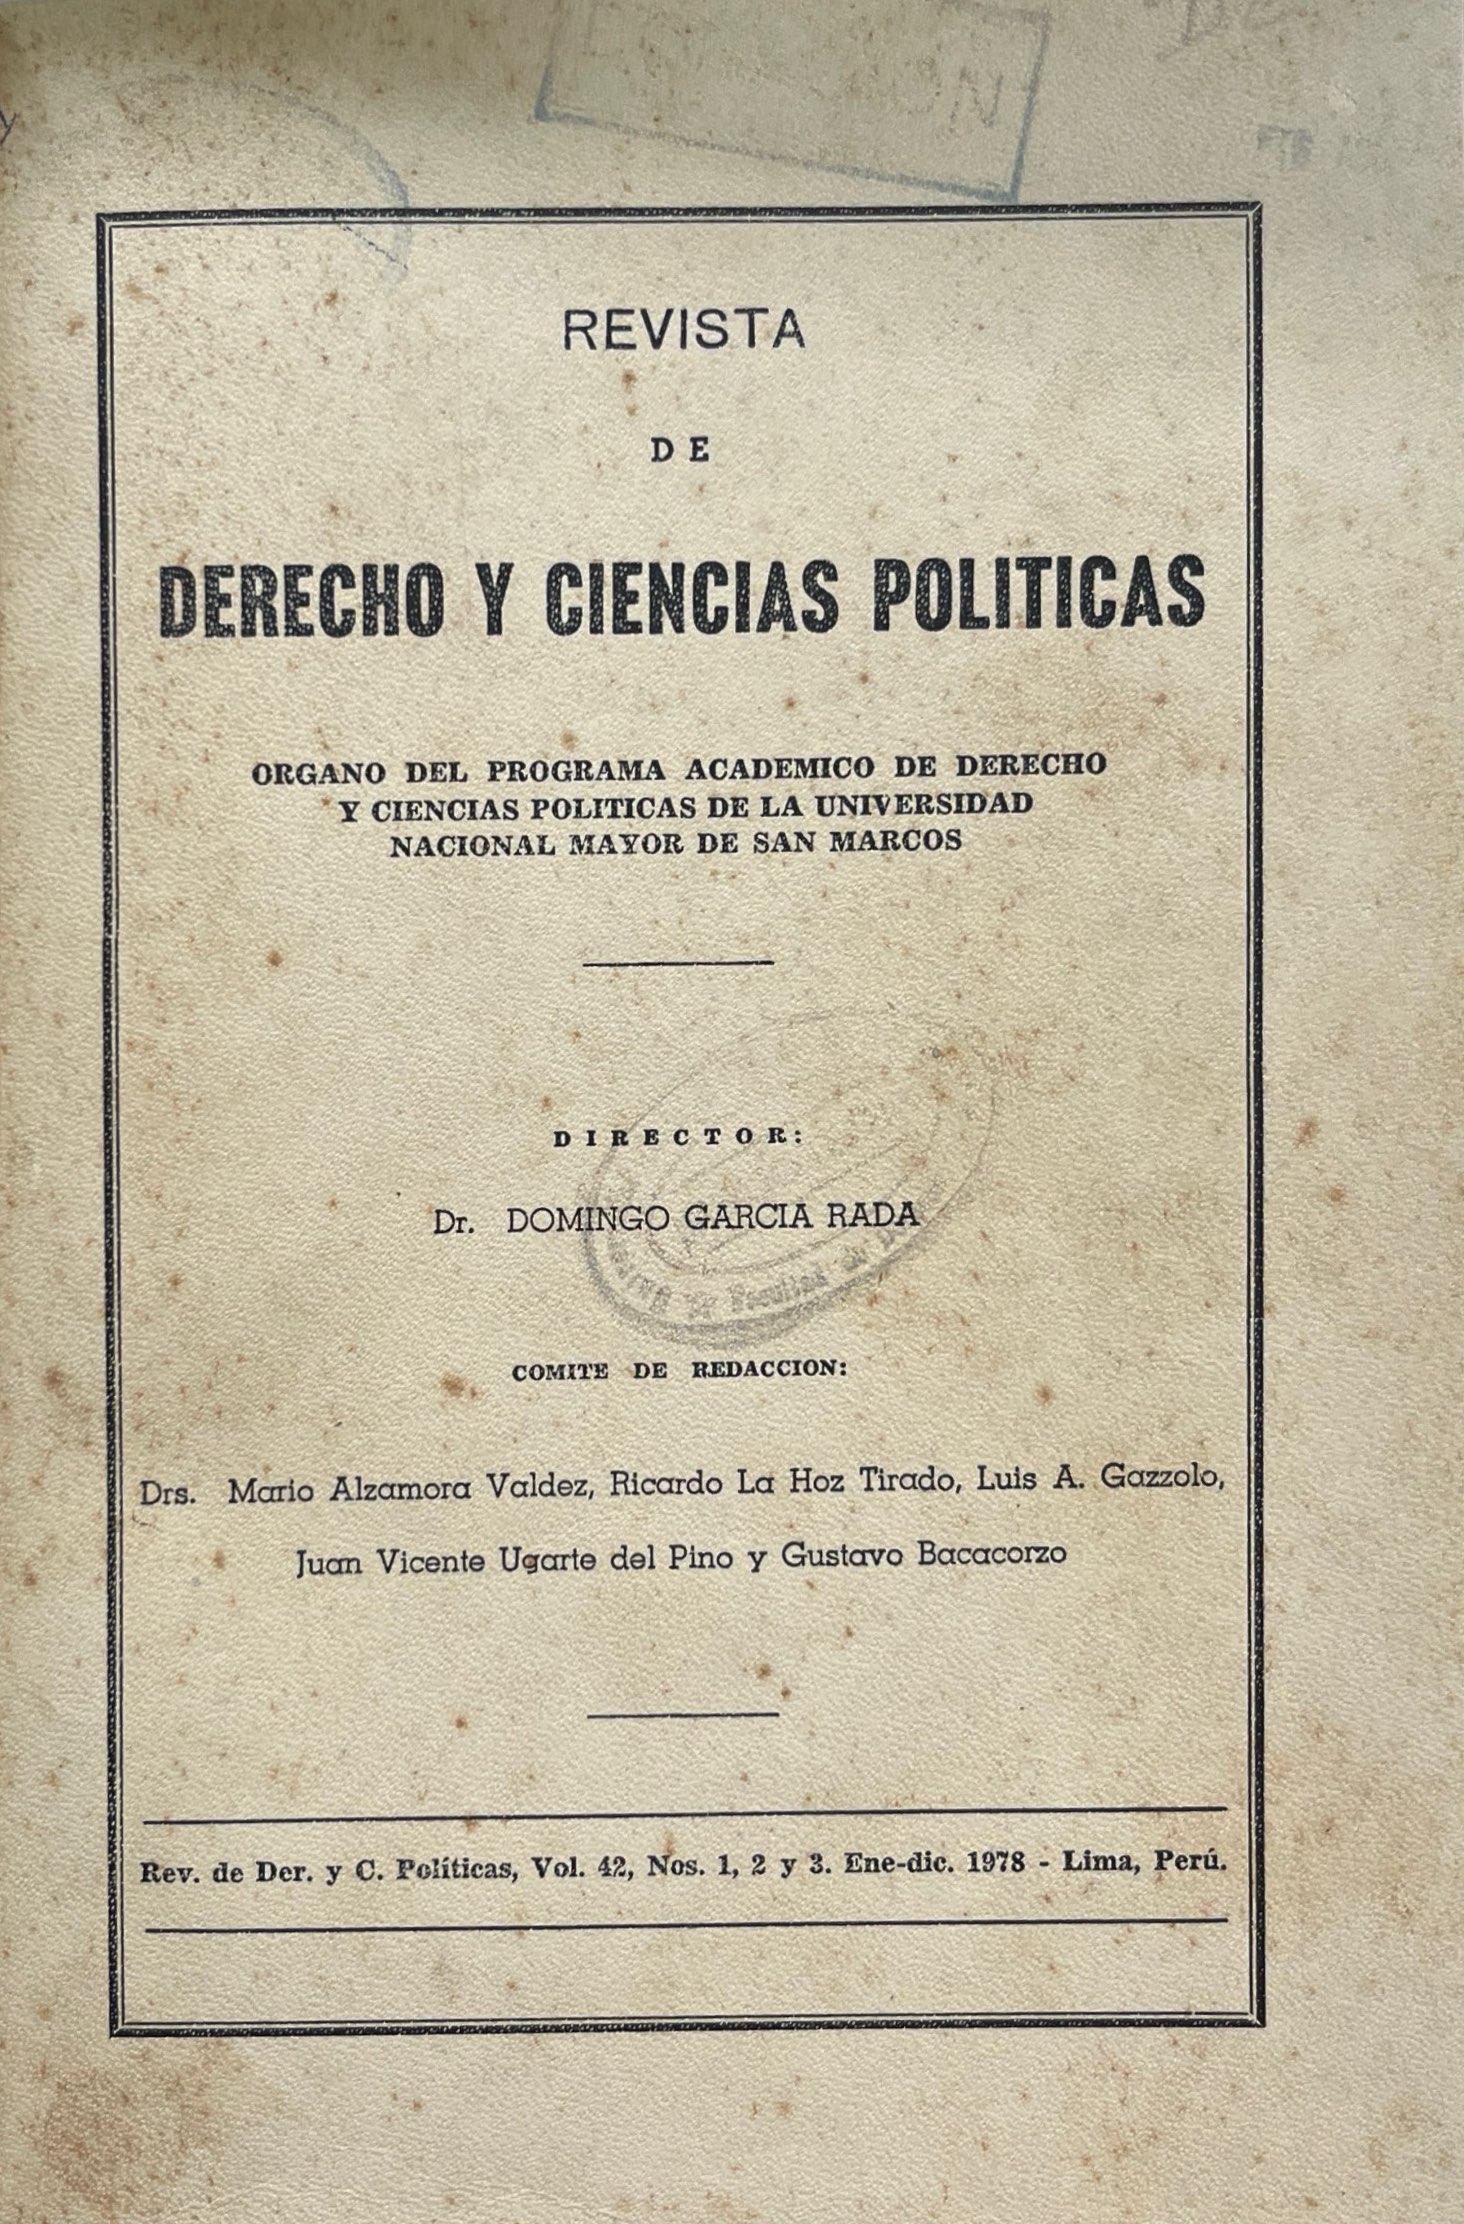 REVISTA
DE
DERECHO Y CIENCIAS POLITICAS
ORGANO DEL PROGRAMA ACADEMICO DE DERECHO
Y CIENCIAS POLITICAS DE LA UNIVERSIDAD
NACIONAL MAYOR DE SAN MARCOS
DIRECTOR:
Dr. DOMINGO GARCIA RADA
Facultad de
COMITE DE REDACCION:
Drs. Mario Alzamora Valdez, Ricardo La Hoz Tirado, Luis A. Gazzolo,
Juan Vicente Ugarte del Pino y Gustavo Bacacorzo
Rev. de Der. y C. Políticas, Vol. 42, Nos. 1, 2 y 3. Ene-dic. 1978 - Lima, Perú.